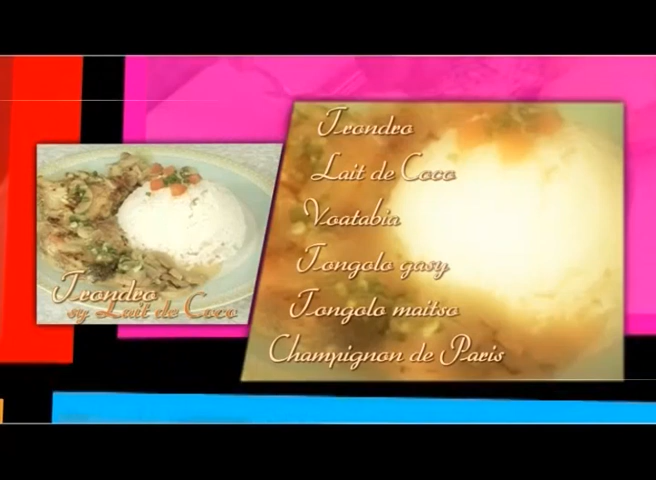 Trondro
sy Lait de Coco
Trondro
Lait de Coco
Voatabia
Tongolo gasy
Tongolo maitso
Champignon de Paris